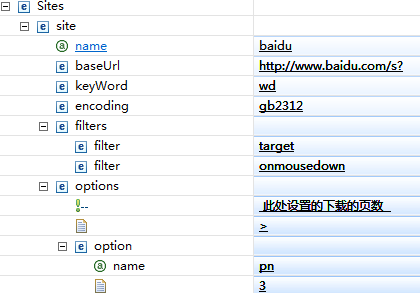 Sites
site
name baidu
baseUrl http://www.baidu.com/s?
keyWord wd
encoding gb2312
filters
filter target
filter onmousedown
options
!-- 此处设置的下载的页数
>
option
name pn
3